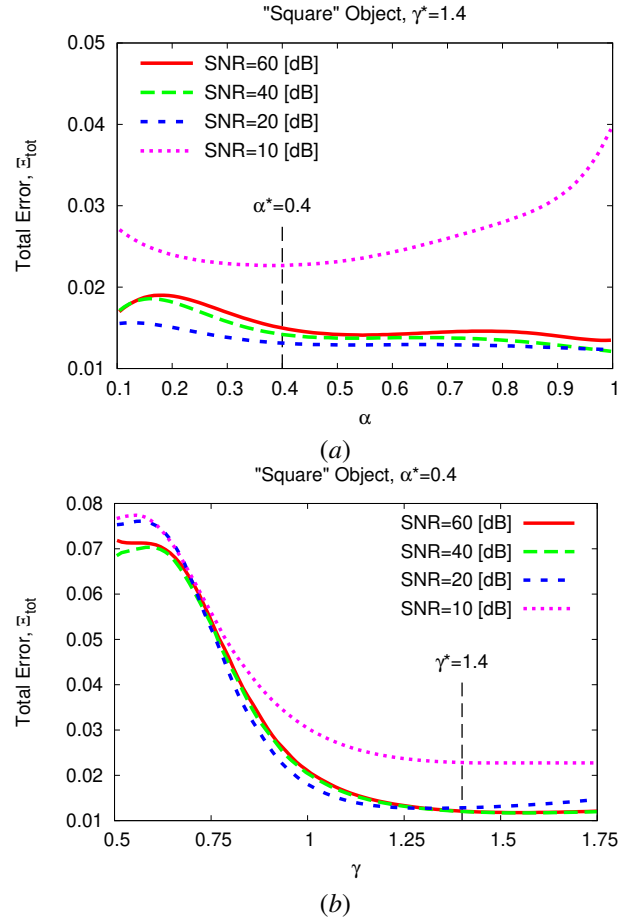 "Square" Object, γ*=1.4
0.05
0.04
0.03
0.02
0.01
Total Error, Ξtot
SNR=60 [dB]
SNR=40 [dB]
SNR=20 [dB]
SNR=10 [dB]
α*=0.4
0.1 0.2 0.3 0.4 0.5 0.6 0.7 0.8 0.9 1
α
(a)
"Square" Object, α*=0.4
0.08
0.07
0.06
0.05
0.04
0.03
0.02
0.01
Total Error, Ξtot
SNR=60 [dB]
SNR=40 [dB]
SNR=20 [dB]
SNR=10 [dB]
γ*=1.4
0.5 0.75 1 1.25 1.5 1.75
γ
(b)